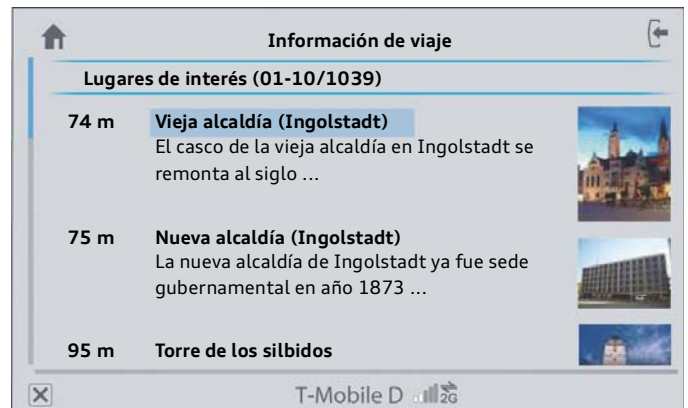 Información de viaje
Lugares de interés (01-10/1039)
74 m Vieja alcaldía (Ingolstadt)
El casco de la vieja alcaldía en Ingolstadt se
remonta al siglo ...
75 m Nueva alcaldía (Ingolstadt)
La nueva alcaldía de Ingolstadt ya fue sede
gubernamental en año 1873 ...
95 m Torre de los silbidos
T-Mobile D 2G